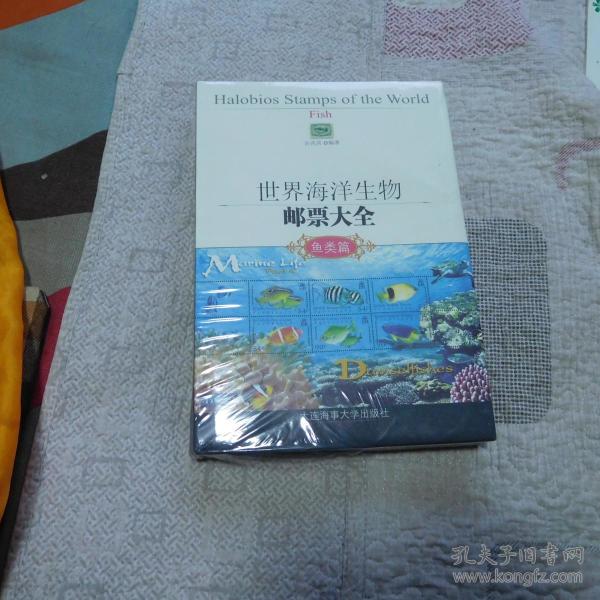 Halobios Stamps of the World
Fish
世界海洋生物
邮票大全
鱼类篇
Marine Life
Damselfishes
大连海事大学出版社
孔夫子旧书网
www.kongfz.com